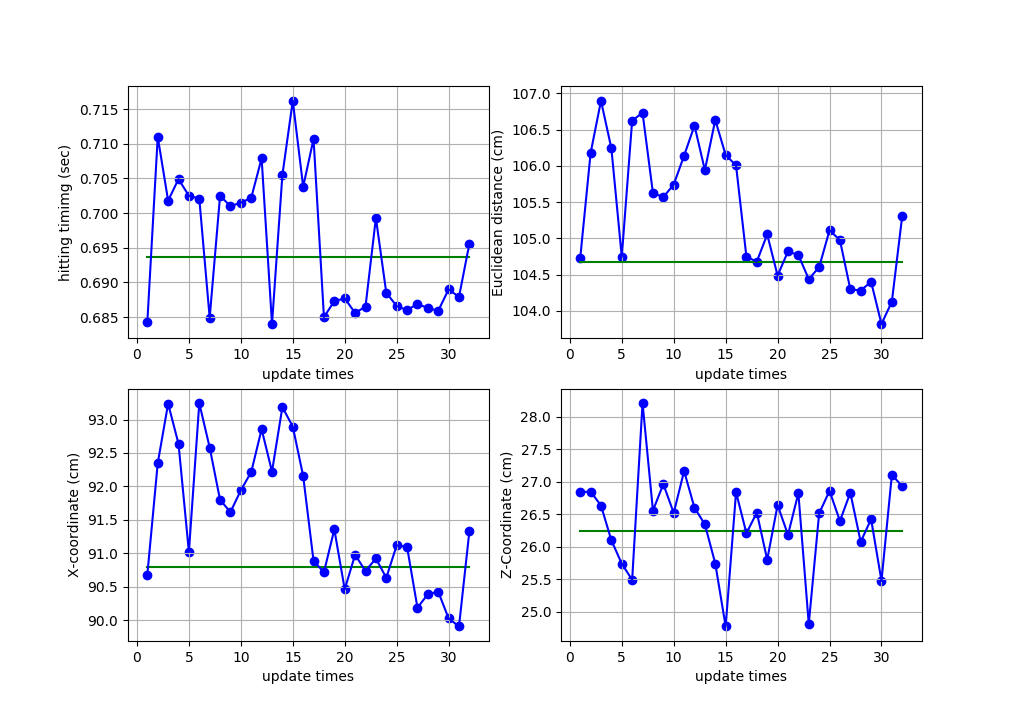 0.715
0.710
0.705
0.700
0.695
0.690
0.685
hitting timimg (sec)
0 5 10 15 20 25 30
update times
107.0
106.5
106.0
105.5
105.0
104.5
104.0
Euclidean distance (cm)
0 5 10 15 20 25 30
update times
93.0
92.5
92.0
91.5
91.0
90.5
90.0
X-coordinate (cm)
0 5 10 15 20 25 30
update times
28.0
27.5
27.0
26.5
26.0
25.5
25.0
Z-Coordinate (cm)
0 5 10 15 20 25 30
update times